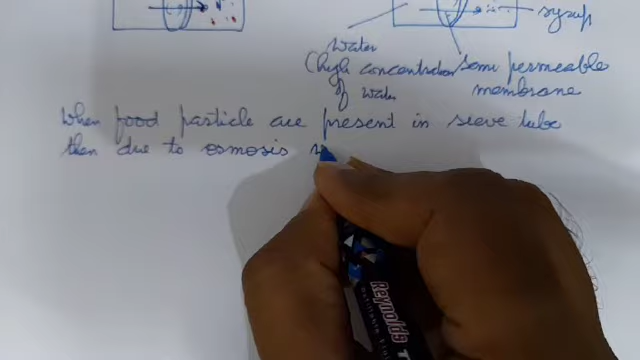 syrup
Water
(high concentration
of water
semi permeable
membrane
When food particle are present in sieve tube
then due to osmosis
Reynolds